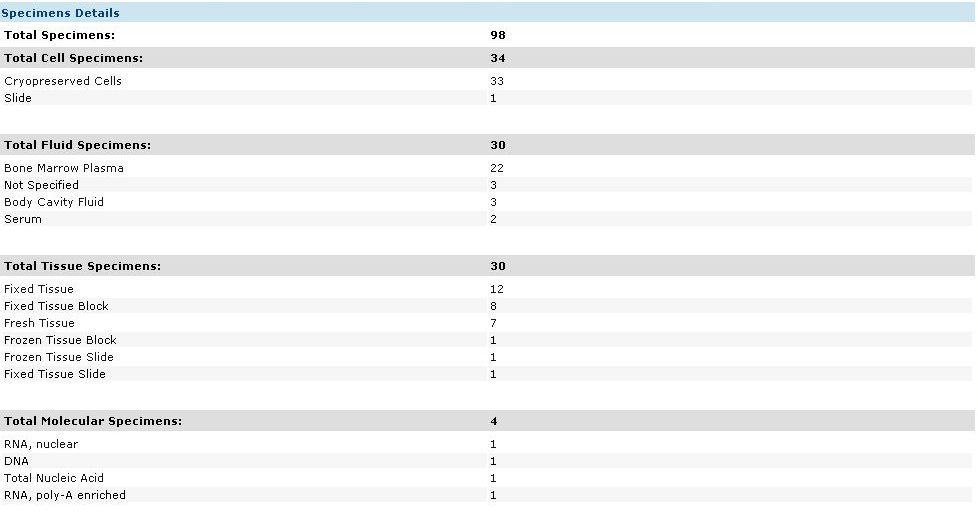 Specimens Details
Total Specimens: 98
Total Cell Specimens: 34
Cryopreserved Cells 33
Slide 1
Total Fluid Specimens: 30
Bone Marrow Plasma 22
Not Specified 3
Body Cavity Fluid 3
Serum 2
Total Tissue Specimens: 30
Fixed Tissue 12
Fixed Tissue Block 8
Fresh Tissue 7
Frozen Tissue Block 1
Frozen Tissue Slide 1
Fixed Tissue Slide 1
Total Molecular Specimens: 4
RNA, nuclear 1
DNA 1
Total Nucleic Acid 1
RNA, poly-A enriched 1